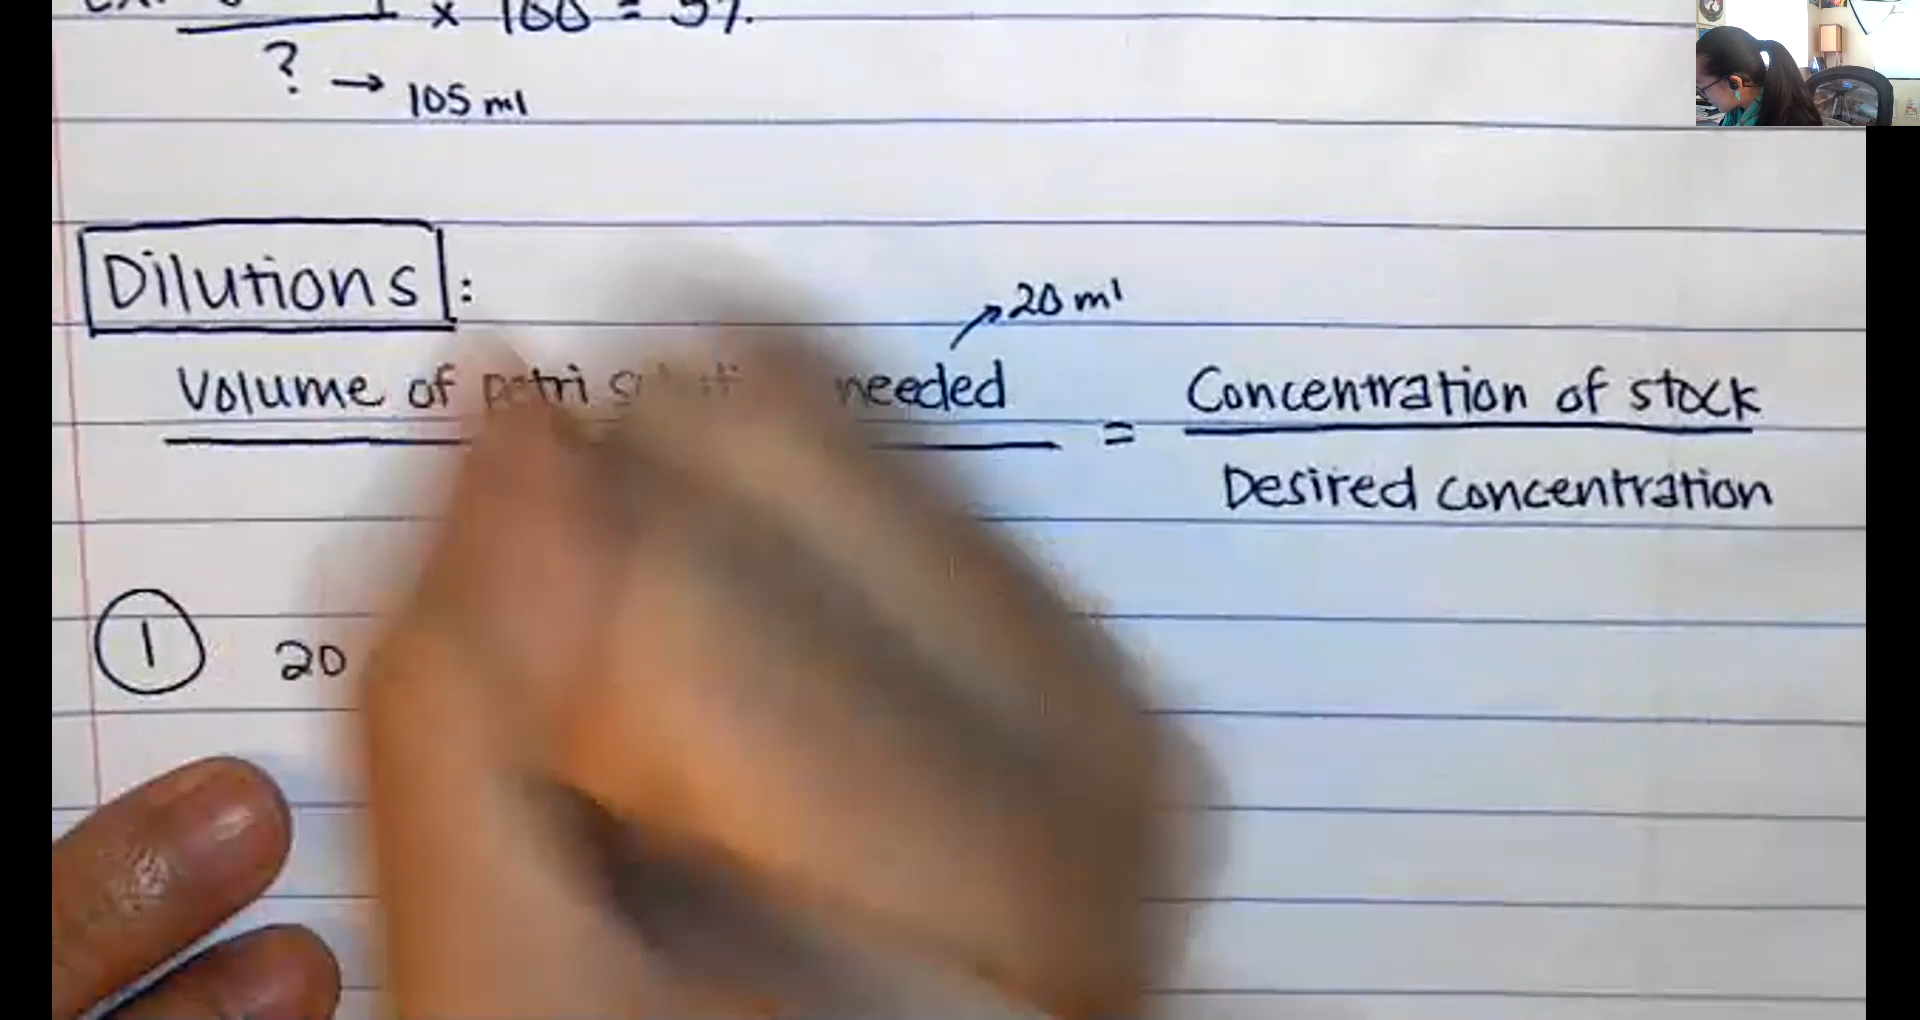 x 100 = 5%
? → 105 ml
Dilutions :
20 ml
Volume of petri needed = Concentration of stock
Desired concentration
1 20